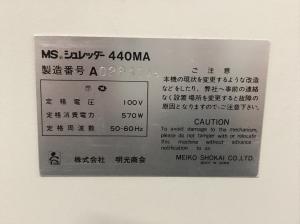 MS.シュレッダー 440MA
製造番号 A
定格電圧 100V
定格消費電力 570W
定格周波数 50-60Hz
株式会社 明光商会
ご注意
本機の現状を変更するような改造
などをしたり、弊社へ事前の連絡
なく設置場所を変更すると故障の
原因となりますのでご注意下さい。
CAUTION
To avoid damage to the mechanism,
please do not tamper with or relocate
this machine without advance
notification to us
MEIKO SHOKAI CO.,LTD.
MADE IN JAPAN